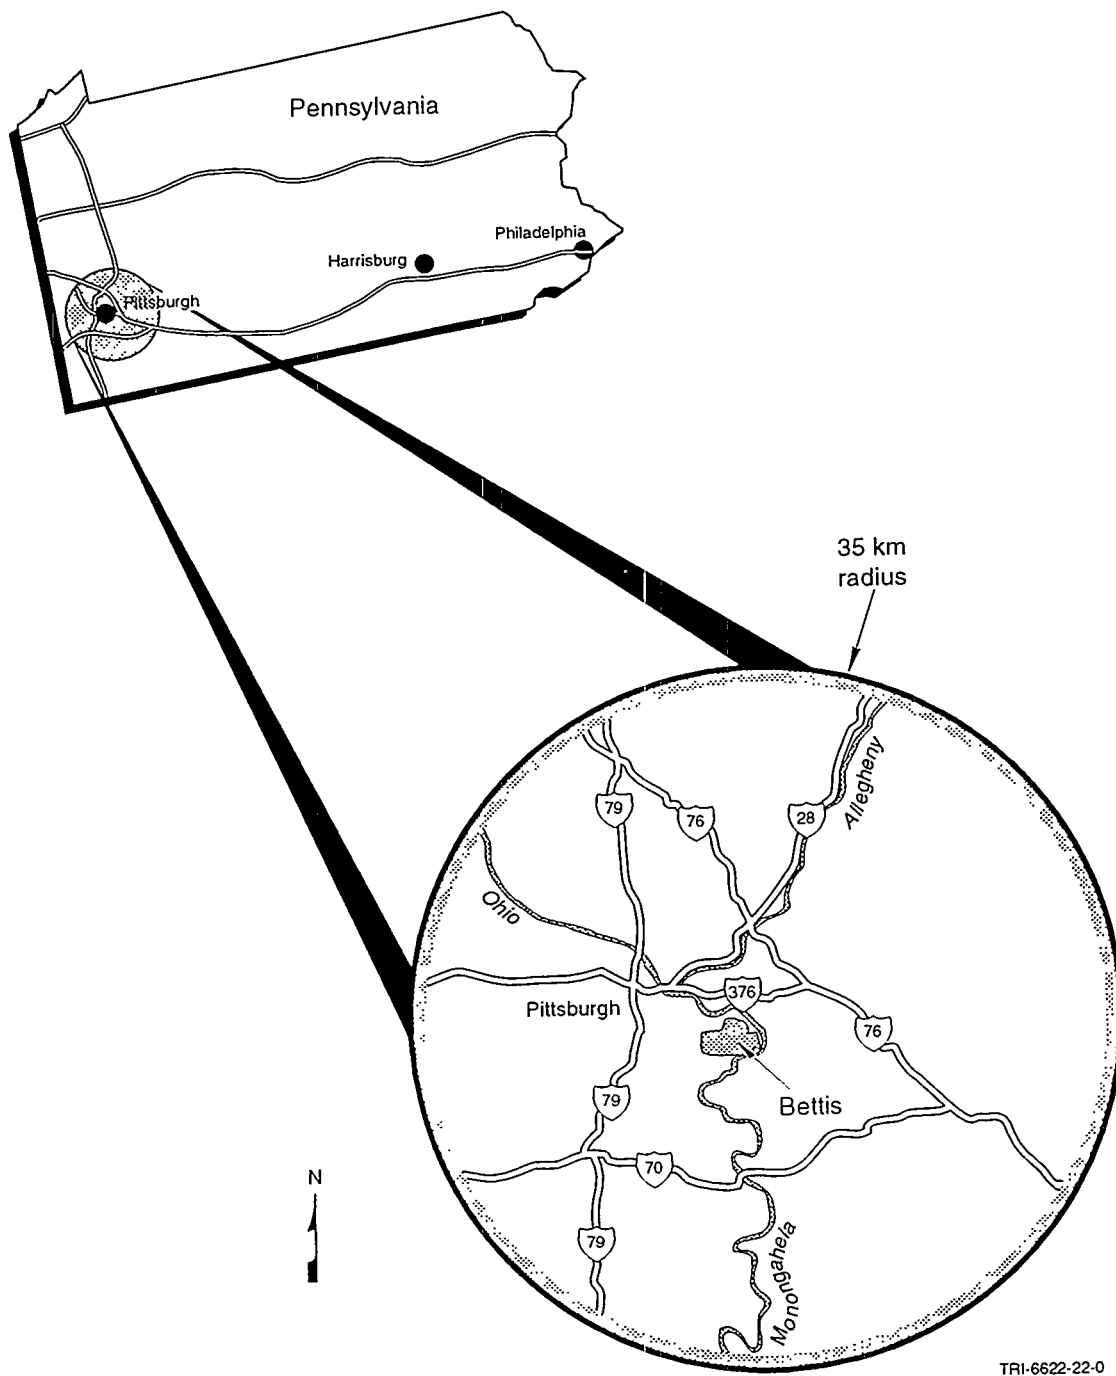 Pennsylvania
Philadelphia
Harrisburg
Pittsburgh
35 km
radius
79
76
28
Allegheny
Ohio
376
Pittsburgh
76
Bettis
79
70
N
79
Monongahela
TRI-6622-22-0